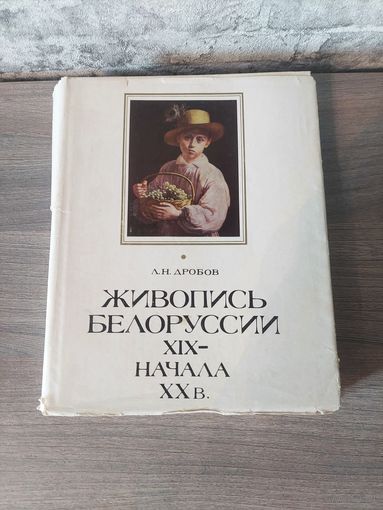 Л.Н. ДРОБОВ
ЖИВОПИСЬ
БЕЛОРУССИИ
XIX–
НАЧАЛА
XX В.